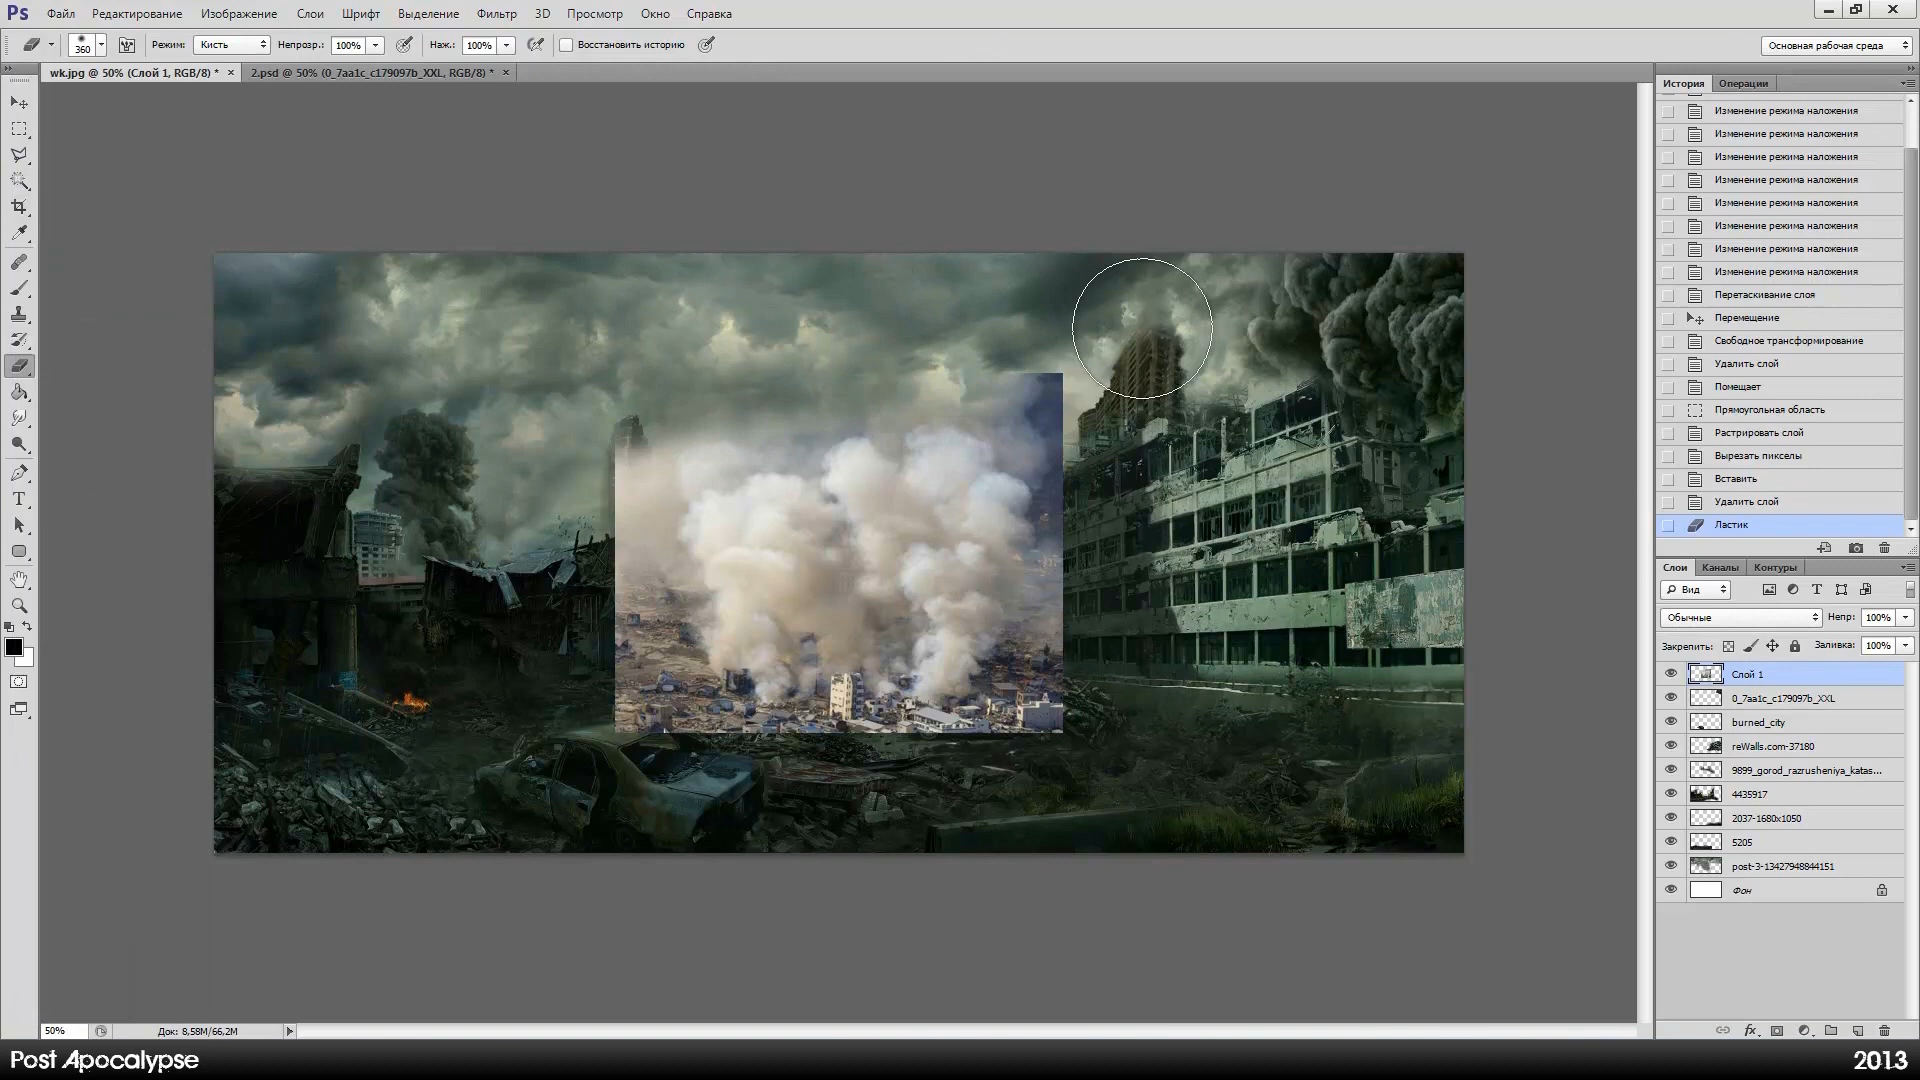 Ps Файл Редактирование Изображение Слои Шрифт Выделение Фильтр 3D Просмотр Окно Справка
360 Режим: Кисть Непрозр.: 100% Наж.: 100% Восстановить историю Основная рабочая среда
wk.jpg @ 50% (Слой 1, RGB/8) * × 2.psd @ 50% (0_7aa1c_c179097b_XXL, RGB/8) * ×
История Операции
Изменение режима наложения
Изменение режима наложения
Изменение режима наложения
Изменение режима наложения
Изменение режима наложения
Изменение режима наложения
Изменение режима наложения
Изменение режима наложения
Перетаскивание слоя
Перемещение
Свободное трансформирование
Удалить слой
Помещает
Прямоугольная область
Растрировать слой
Вырезать пикселы
Вставить
Удалить слой
Ластик
Слои Каналы Контуры
Вид
Обычные Непр: 100%
Закрепить: Заливка: 100%
Слой 1
0_7aa1c_c179097b_XXL
burned_city
reWalls.com-37180
9899_gorod_razrusheniya_katas...
4435917
2037-1680x1050
5205
post-3-13427948844151
Фон
fx
50% Док: 8,58M/66,2M
Post Apocalypse 2013